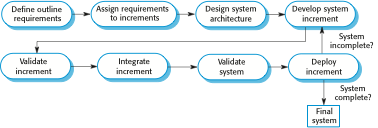 Define outline
requirements
Assign requirements
to increments
Design system
architecture
Develop system
increment
System
incomplete?
Validate
increment
Integrate
increment
Validate
system
Deploy
increment
System
complete?
Final
system